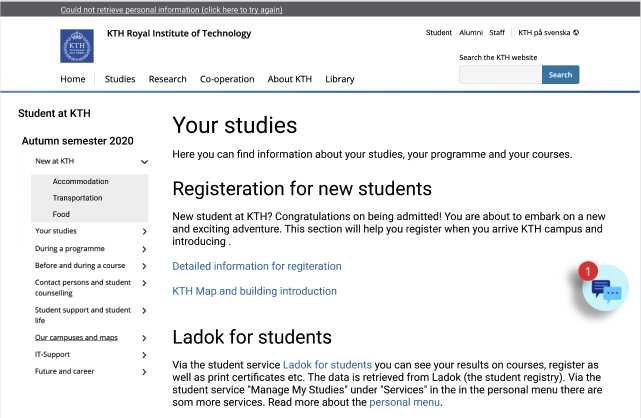 Could not retrieve personal information (click here to try again)
KTH Royal Institute of Technology
Student Alumni Staff KTH på svenska
KTH
Search the KTH website
Search
Home Studies Research Co-operation About KTH Library
Student at KTH
Autumn semester 2020
New at KTH
Accommodation
Transportation
Food
Your studies
During a programme
Before and during a course
Contact persons and student
counselling
Student support and student
life
Our campuses and maps
IT-Support
Future and career
Your studies
Here you can find information about your studies, your programme and your courses.
Registeration for new students
New student at KTH? Congratulations on being admitted! You are about to embark on a new
and exciting adventure. This section will help you register when you arrive KTH campus and
introducing .
Detailed information for regiteration
KTH Map and building introduction
1
Ladok for students
Via the student service Ladok for students you can see your results on courses, register as
well as print certificates etc. The data is retrieved from Ladok (the student registry). Via the
student service "Manage My Studies" under "Services" in the in the personal menu there are
som more services. Read more about the personal menu.